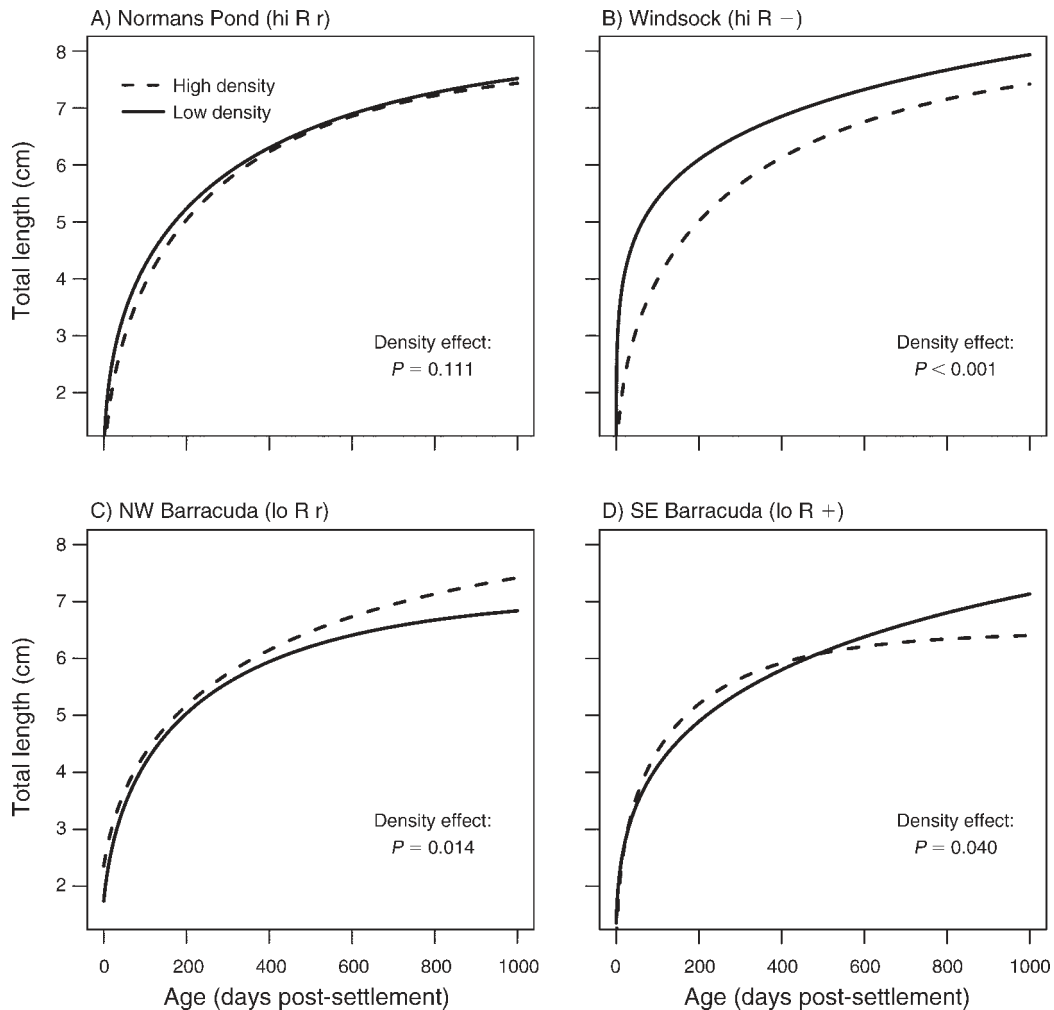 A) Normans Pond (hi R r)
8
7
6
5
4
3
2
Total length (cm)
High density
Low density
Density effect:
P = 0.111
B) Windsock (hi R −)
Density effect:
P < 0.001
C) NW Barracuda (lo R r)
8
7
6
5
4
3
2
Total length (cm)
Density effect:
P = 0.014
0 200 400 600 800 1000
Age (days post-settlement)
D) SE Barracuda (lo R +)
Density effect:
P = 0.040
0 200 400 600 800 1000
Age (days post-settlement)